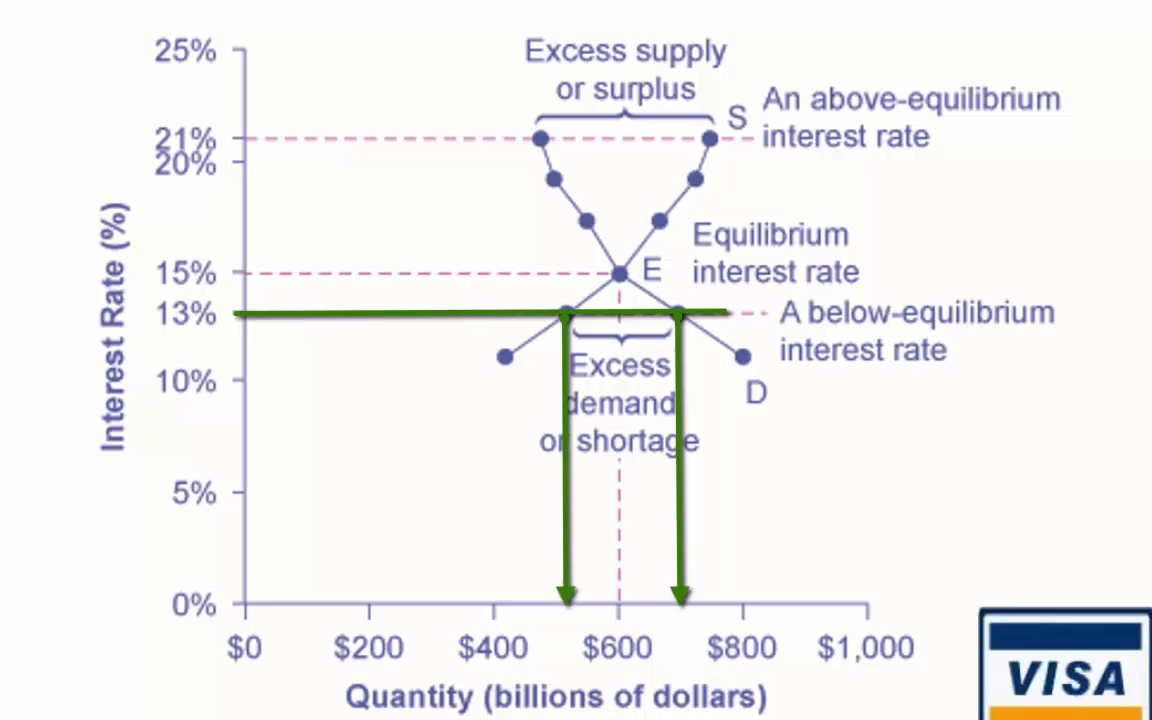 25%
Excess supply
or surplus
S
An above-equilibrium
interest rate
21%
20%
Equilibrium
interest rate
15%
E
13%
A below-equilibrium
interest rate
Excess
demand
or shortage
10%
D
5%
0%
Interest Rate (%)
$0 $200 $400 $600 $800 $1,000
Quantity (billions of dollars)
VISA